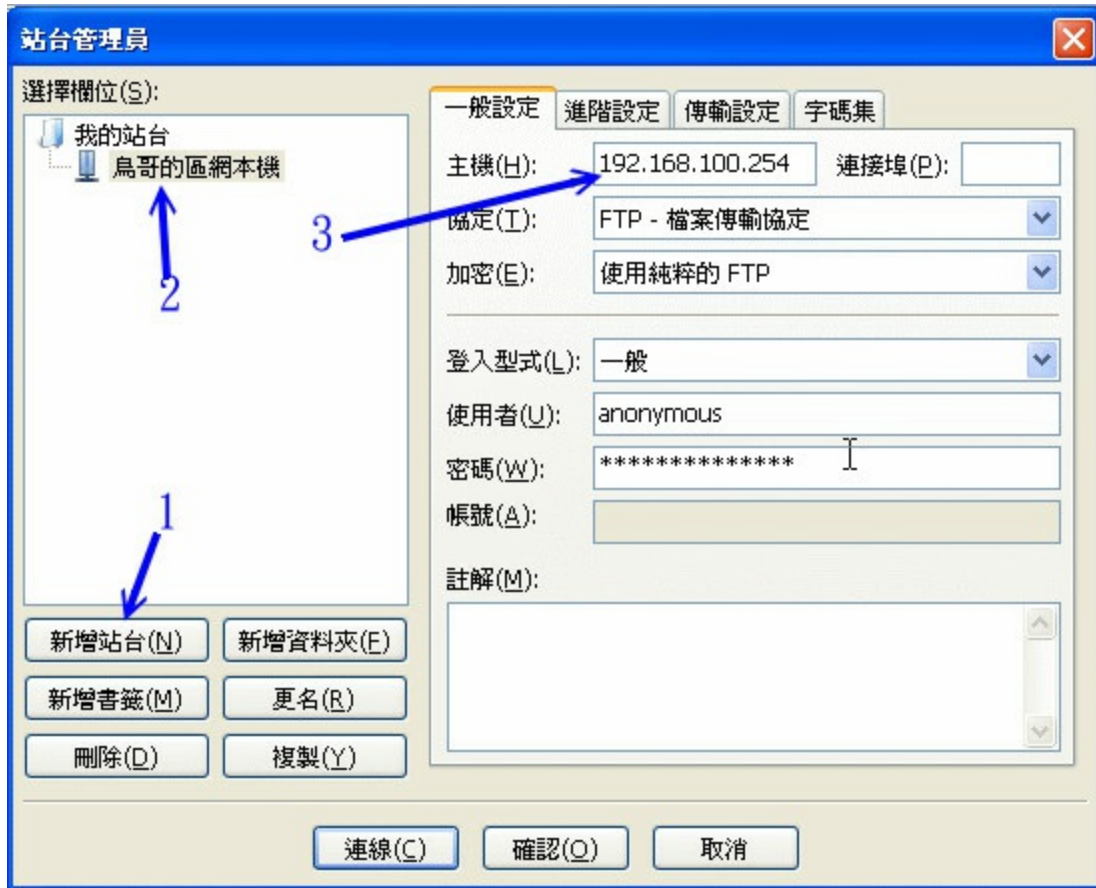 站台管理員
選擇欄位(S):
我的站台
鳥哥的區網本機
2
1
新增站台(N) 新增資料夾(F)
新增書籤(M) 更名(R)
刪除(D) 複製(Y)
一般設定 進階設定 傳輸設定 字碼集
主機(H): 192.168.100.254 連接埠(P):
3
協定(T): FTP - 檔案傳輸協定
加密(E): 使用純粹的 FTP
登入型式(L): 一般
使用者(U): anonymous
密碼(W): **************
帳號(A):
註解(M):
連線(C) 確認(O) 取消